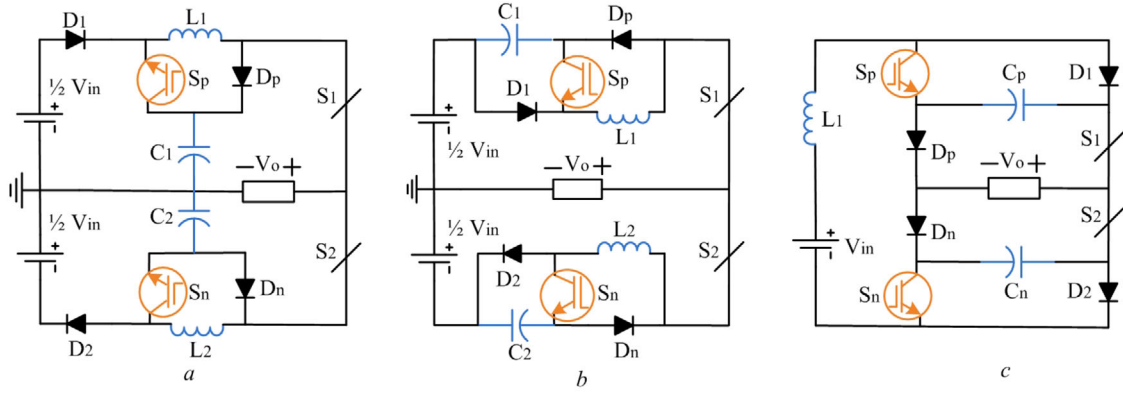 D1
L1
½ Vin
+
-
Sp
Dp
S1
C1
− Vo +
C2
½ Vin
+
-
S2
Sn
Dn
D2
L2
a
C1
Dp
Sp
D1
S1
L1
+
-
½ Vin
− Vo +
½ Vin
+
-
L2
S2
D2
Sn
C2
Dn
b
Sp
Cp
D1
L1
S1
Dp
− Vo +
S2
Dn
+
-
Vin
Cn
D2
Sn
c